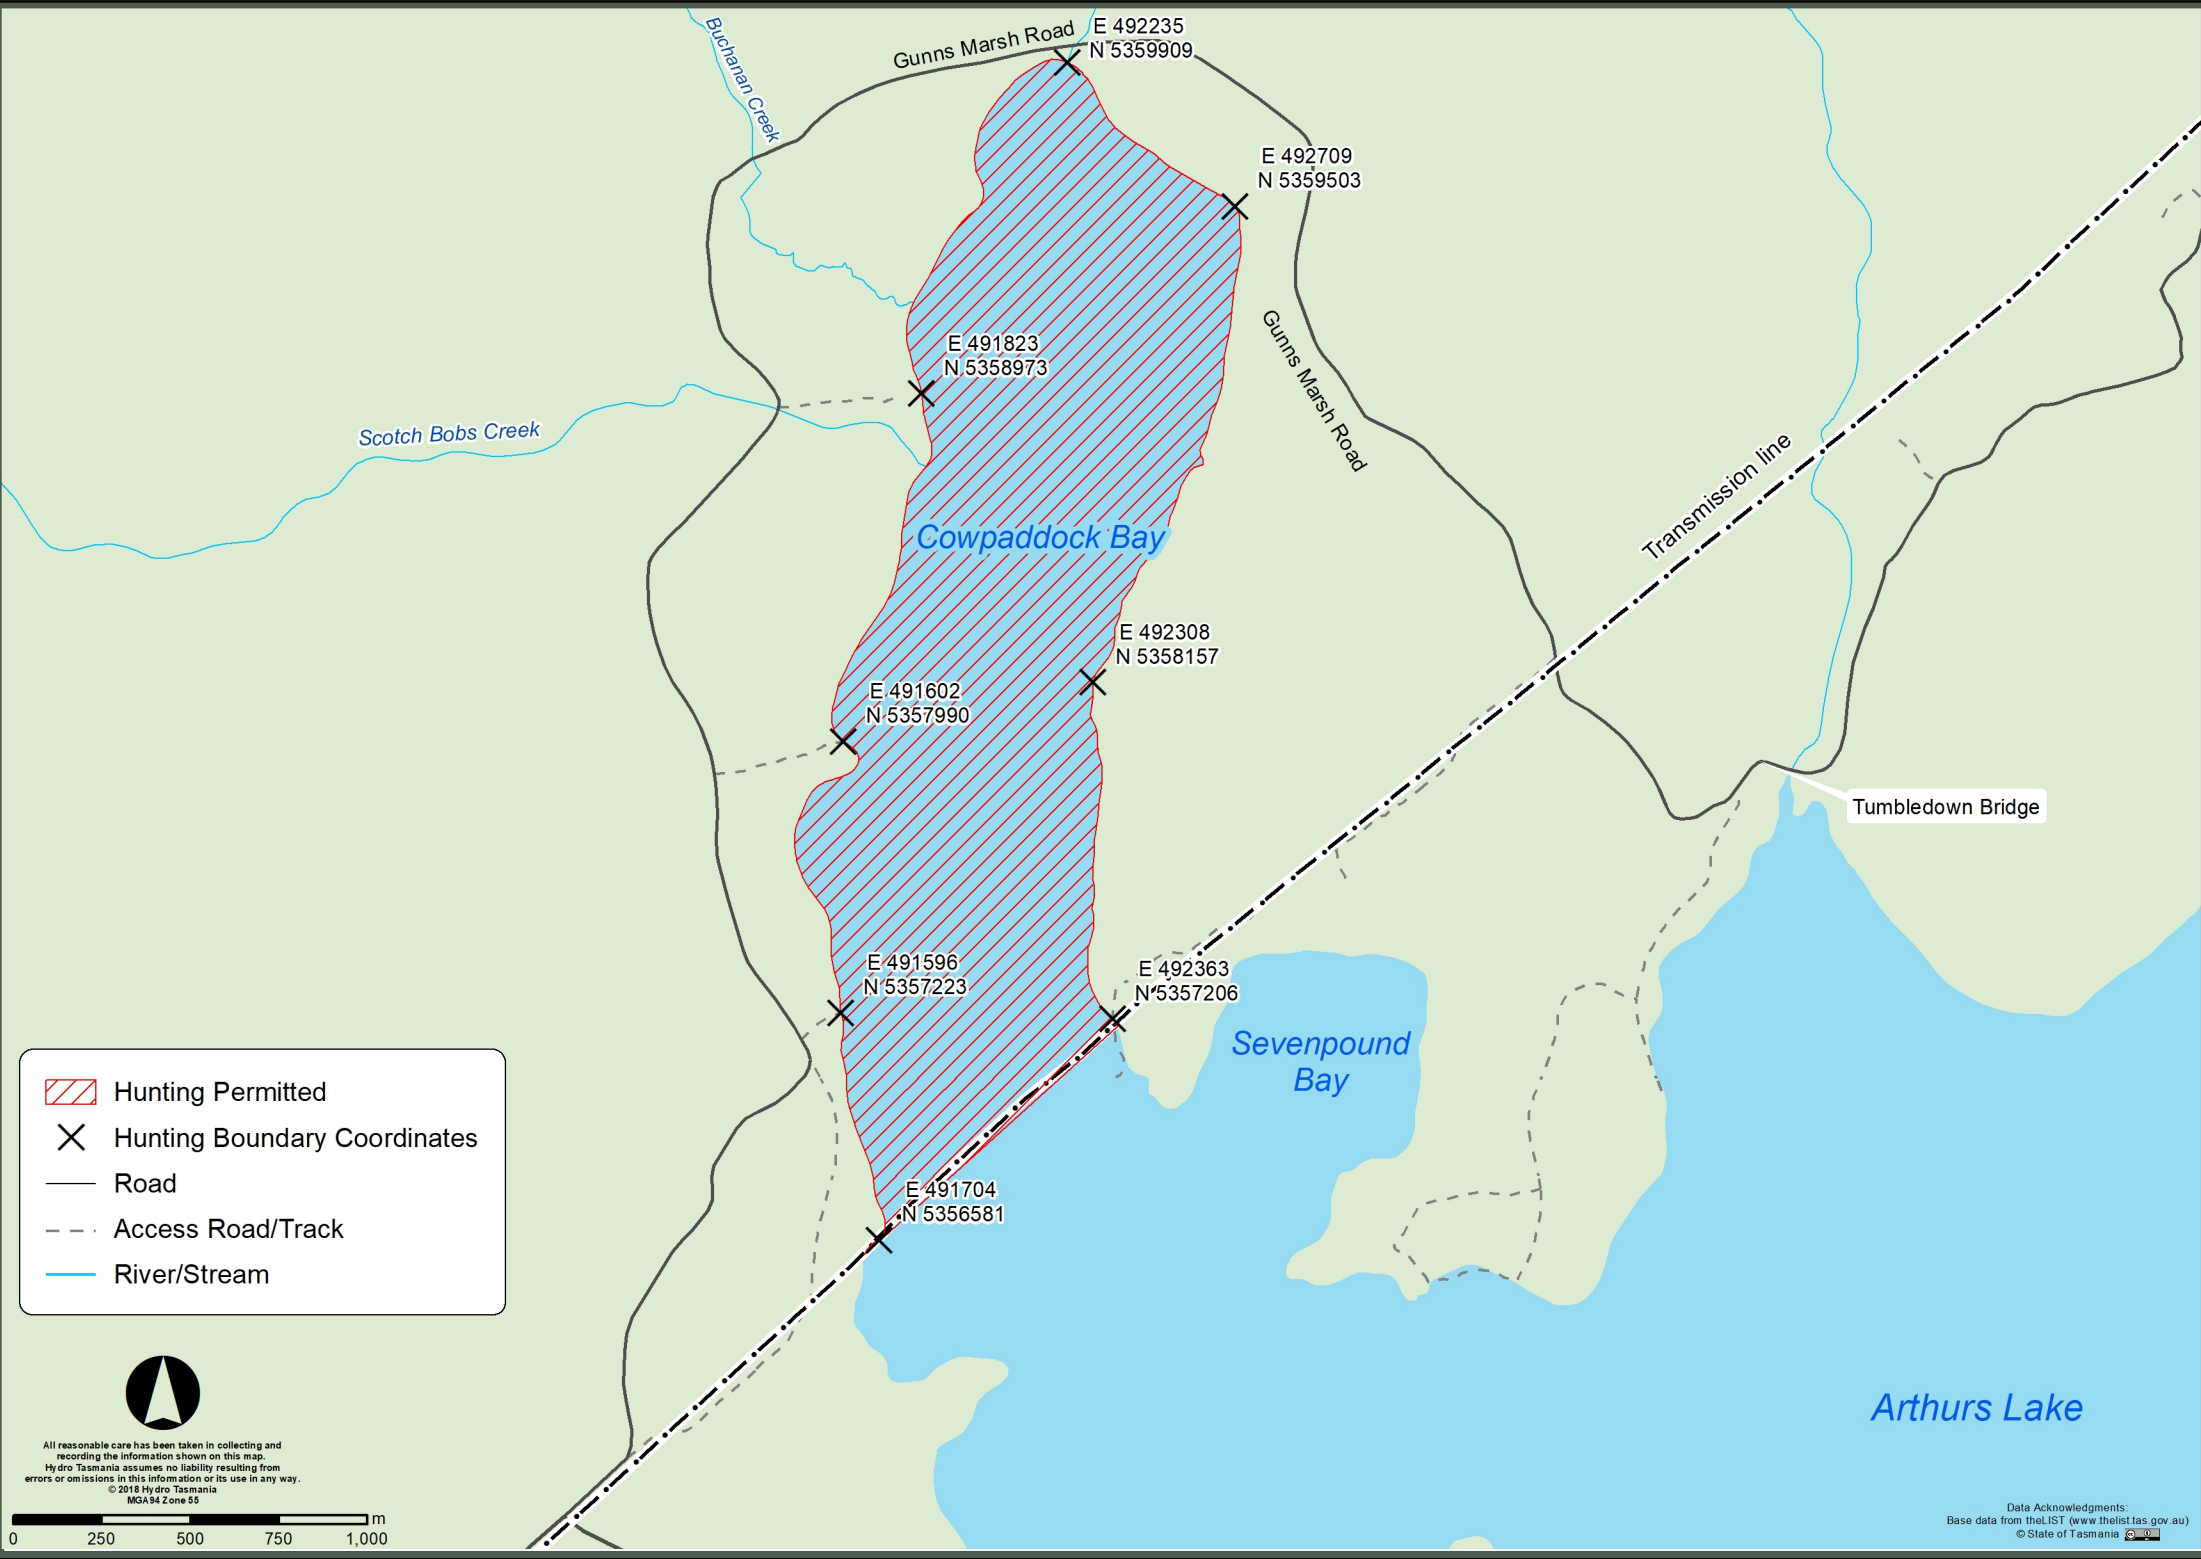 Buchanan Creek
Gunns Marsh Road
E 492235
N 5359909
E 492709
N 5359503
E 491823
N 5358973
Gunns Marsh Road
Scotch Bobs Creek
Transmission line
Cowpaddock Bay
E 492308
N 5358157
E 491602
N 5357990
Tumbledown Bridge
E 491596
N 5357223
E 492363
N 5357206
Sevenpound
Bay
E 491704
N 5356581
Hunting Permitted
Hunting Boundary Coordinates
Road
Access Road/Track
River/Stream
Arthurs Lake
All reasonable care has been taken in collecting and
recording the information shown on this map.
Hydro Tasmania assumes no liability resulting from
errors or omissions in this information or its use in any way.
© 2018 Hydro Tasmania
MGA94 Zone 55
m
0 250 500 750 1,000
Data Acknowledgments:
Base data from theLIST (www.thelist.tas.gov.au)
© State of Tasmania